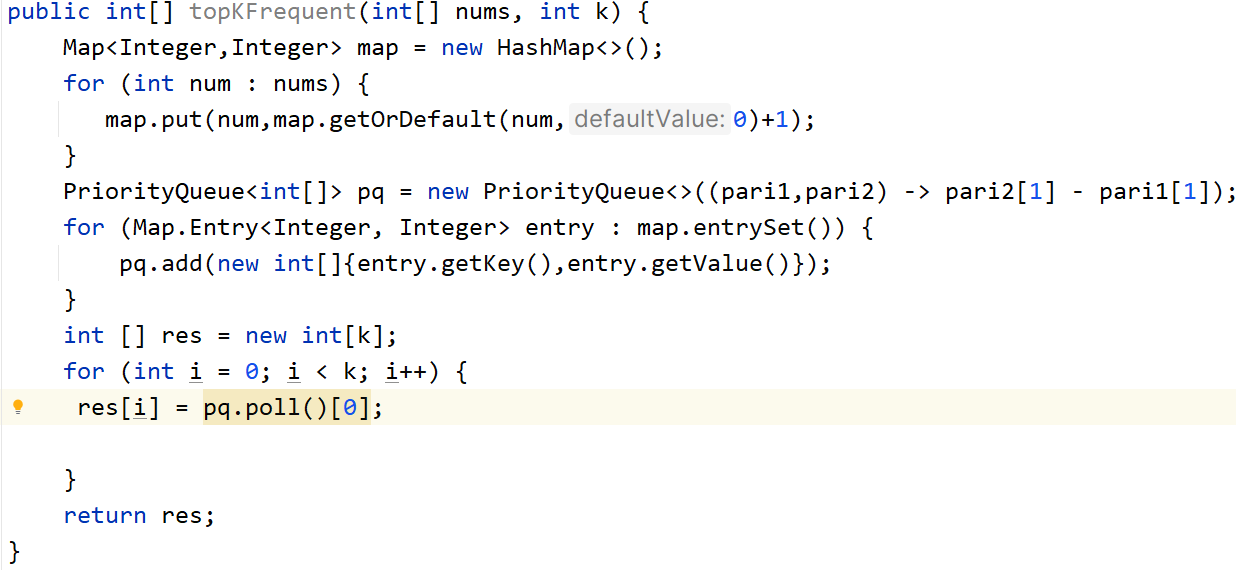 public int[] topKFrequent(int[] nums, int k) {
    Map<Integer,Integer> map = new HashMap<>();
    for (int num : nums) {
       map.put(num,map.getOrDefault(num, defaultValue: 0)+1);
    }
    PriorityQueue<int[]> pq = new PriorityQueue<>((pari1,pari2) -> pari2[1] - pari1[1]);
    for (Map.Entry<Integer, Integer> entry : map.entrySet()) {
        pq.add(new int[]{entry.getKey(),entry.getValue()});
    }
    int [] res = new int[k];
    for (int i = 0; i < k; i++) {
     res[i] = pq.poll()[0];
    }
    return res;
}